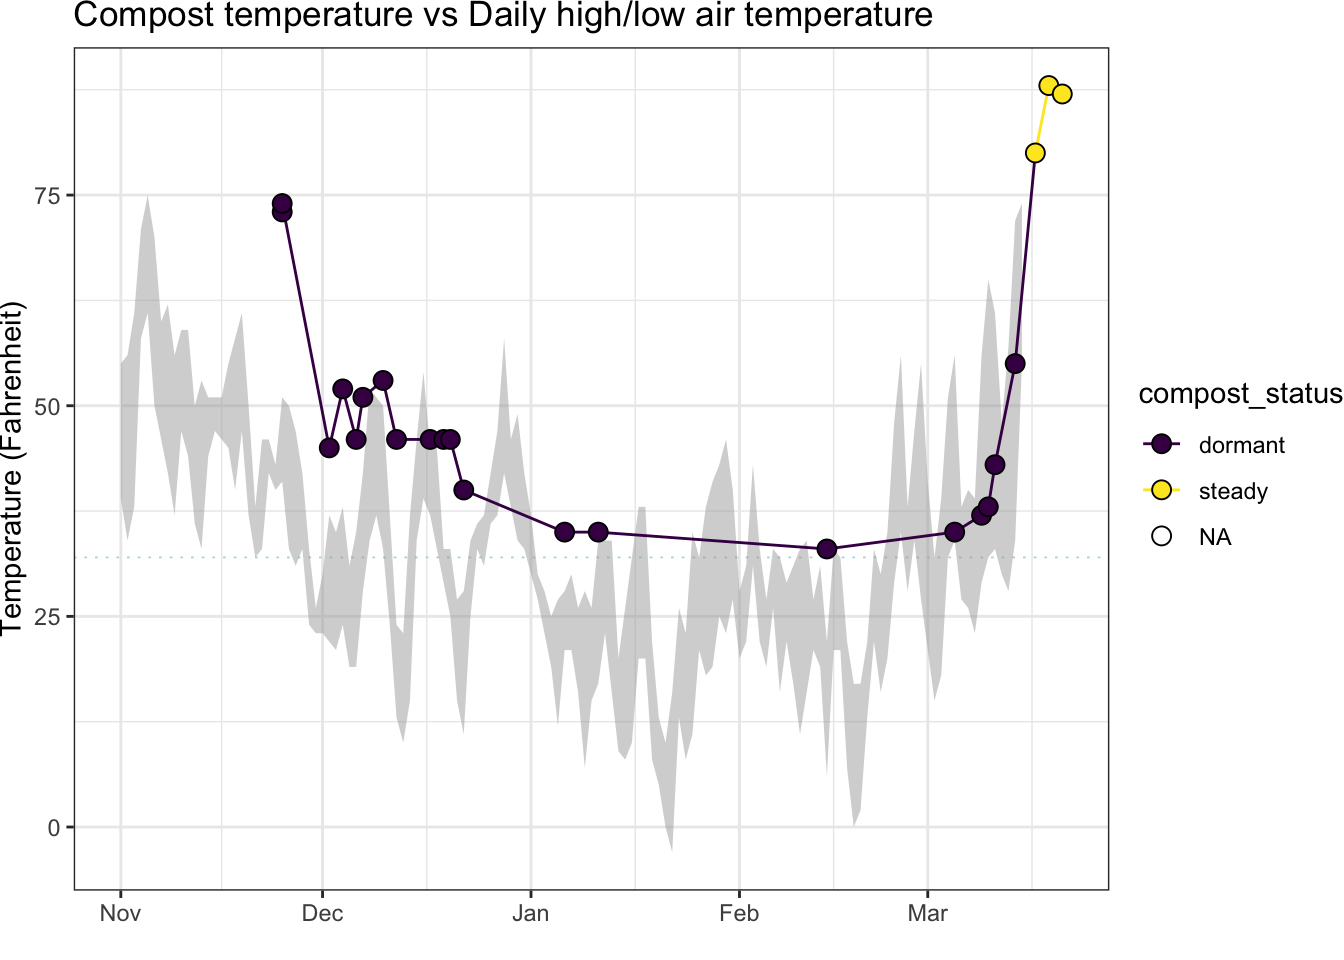 Compost temperature vs Daily high/low air temperature
Temperature (Fahrenheit)
75
50
25
0
Nov Dec Jan Feb Mar
compost_status
dormant
steady
NA